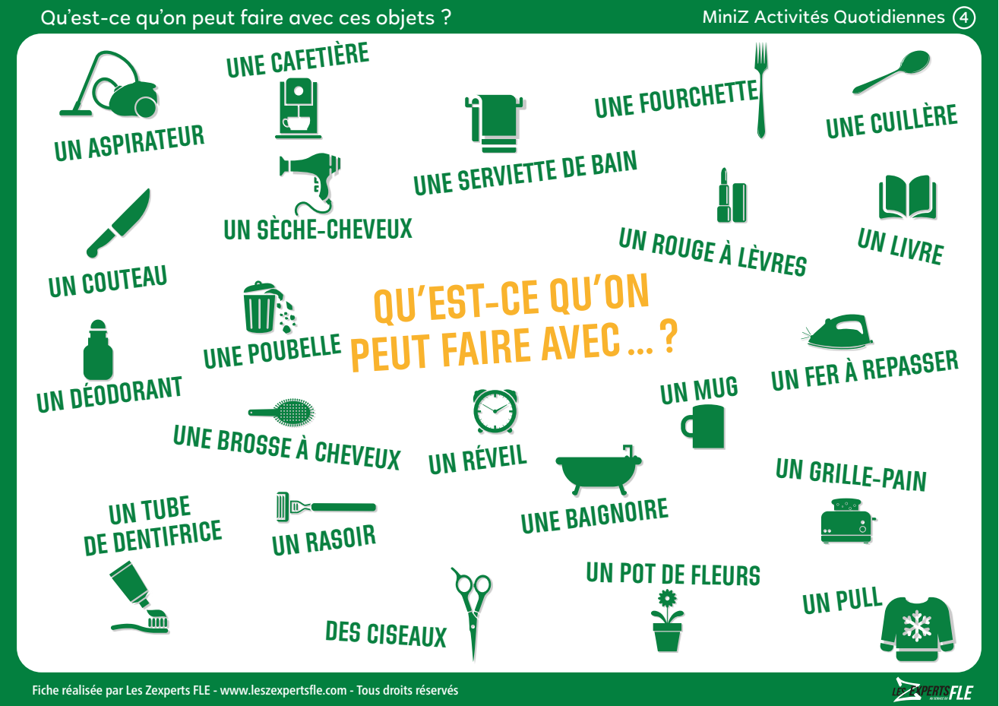 Qu'est-ce qu'on peut faire avec ces objets ?
MiniZ Activités Quotidiennes 4
UNE CAFETIÈRE
UNE FOURCHETTE
UNE CUILLÈRE
UN ASPIRATEUR
UNE SERVIETTE DE BAIN
UN SÈCHE-CHEVEUX
UN ROUGE À LÈVRES
UN LIVRE
UN COUTEAU
QU'EST-CE QU'ON
PEUT FAIRE AVEC ... ?
UNE POUBELLE
UN FER À REPASSER
UN DÉODORANT
UN MUG
UNE BROSSE À CHEVEUX
UN RÉVEIL
UN GRILLE-PAIN
UN TUBE
DE DENTIFRICE
UN RASOIR
UNE BAIGNOIRE
UN POT DE FLEURS
UN PULL
DES CISEAUX
Fiche réalisée par Les Zexperts FLE - www.leszexpertsfle.com - Tous droits réservés
LES ZEXPERTS FLE
AU SERVICE DU